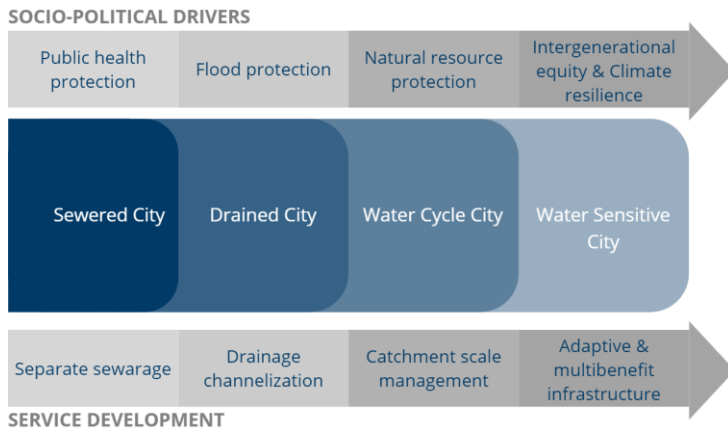 SOCIO-POLITICAL DRIVERS
Public health
protection
Flood protection
Natural resource
protection
Intergenerational
equity & Climate
resilience
Sewered City
Drained City
Water Cycle City
Water Sensitive
City
Separate sewarage
Drainage
channelization
Catchment scale
management
Adaptive &
multibenefit
infrastructure
SERVICE DEVELOPMENT